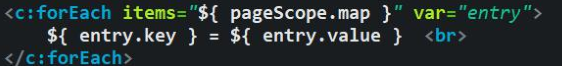 <c:forEach items="${ pageScope.map }" var="entry">
    ${ entry.key } = ${ entry.value }  <br>
</c:forEach>